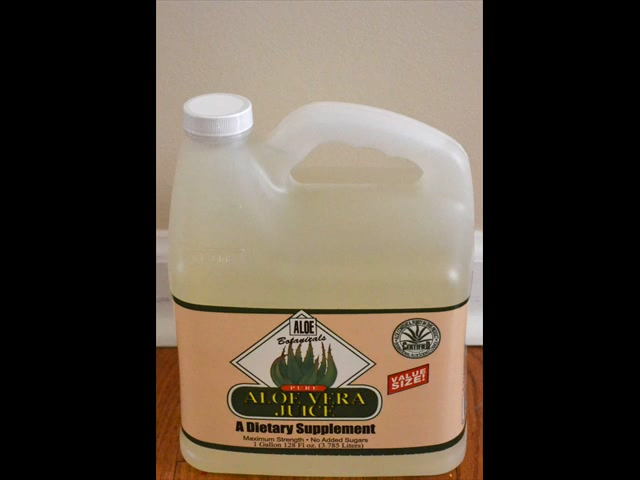 ALOE
Botanicals
PURE
ALOE VERA
JUICE
A Dietary Supplement
Maximum Strength • No Added Sugars
1 Gallon 128 Fl oz. (3.785 Liters)
CERTIFIED
VALUE
SIZE!